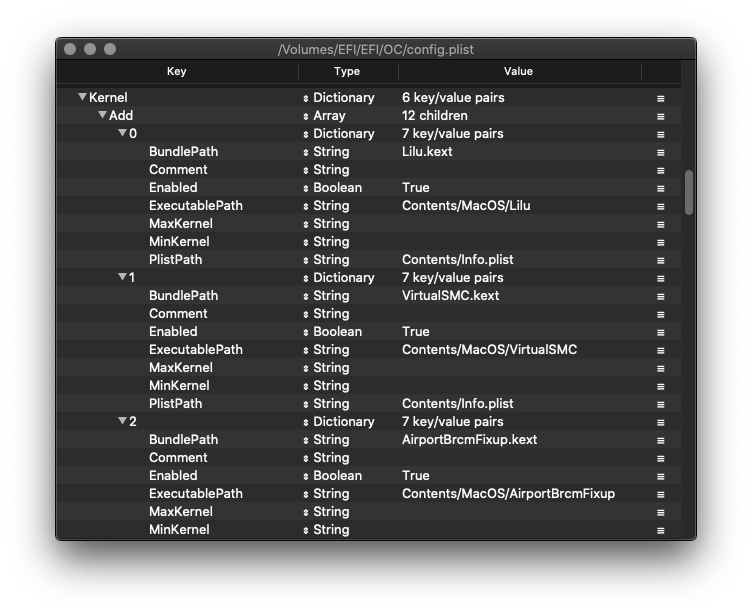 /Volumes/EFI/EFI/OC/config.plist
Key Type Value
Kernel Dictionary 6 key/value pairs
Add Array 12 children
0 Dictionary 7 key/value pairs
BundlePath String Lilu.kext
Comment String
Enabled Boolean True
ExecutablePath String Contents/MacOS/Lilu
MaxKernel String
MinKernel String
PlistPath String Contents/Info.plist
1 Dictionary 7 key/value pairs
BundlePath String VirtualSMC.kext
Comment String
Enabled Boolean True
ExecutablePath String Contents/MacOS/VirtualSMC
MaxKernel String
MinKernel String
PlistPath String Contents/Info.plist
2 Dictionary 7 key/value pairs
BundlePath String AirportBrcmFixup.kext
Comment String
Enabled Boolean True
ExecutablePath String Contents/MacOS/AirportBrcmFixup
MaxKernel String
MinKernel String